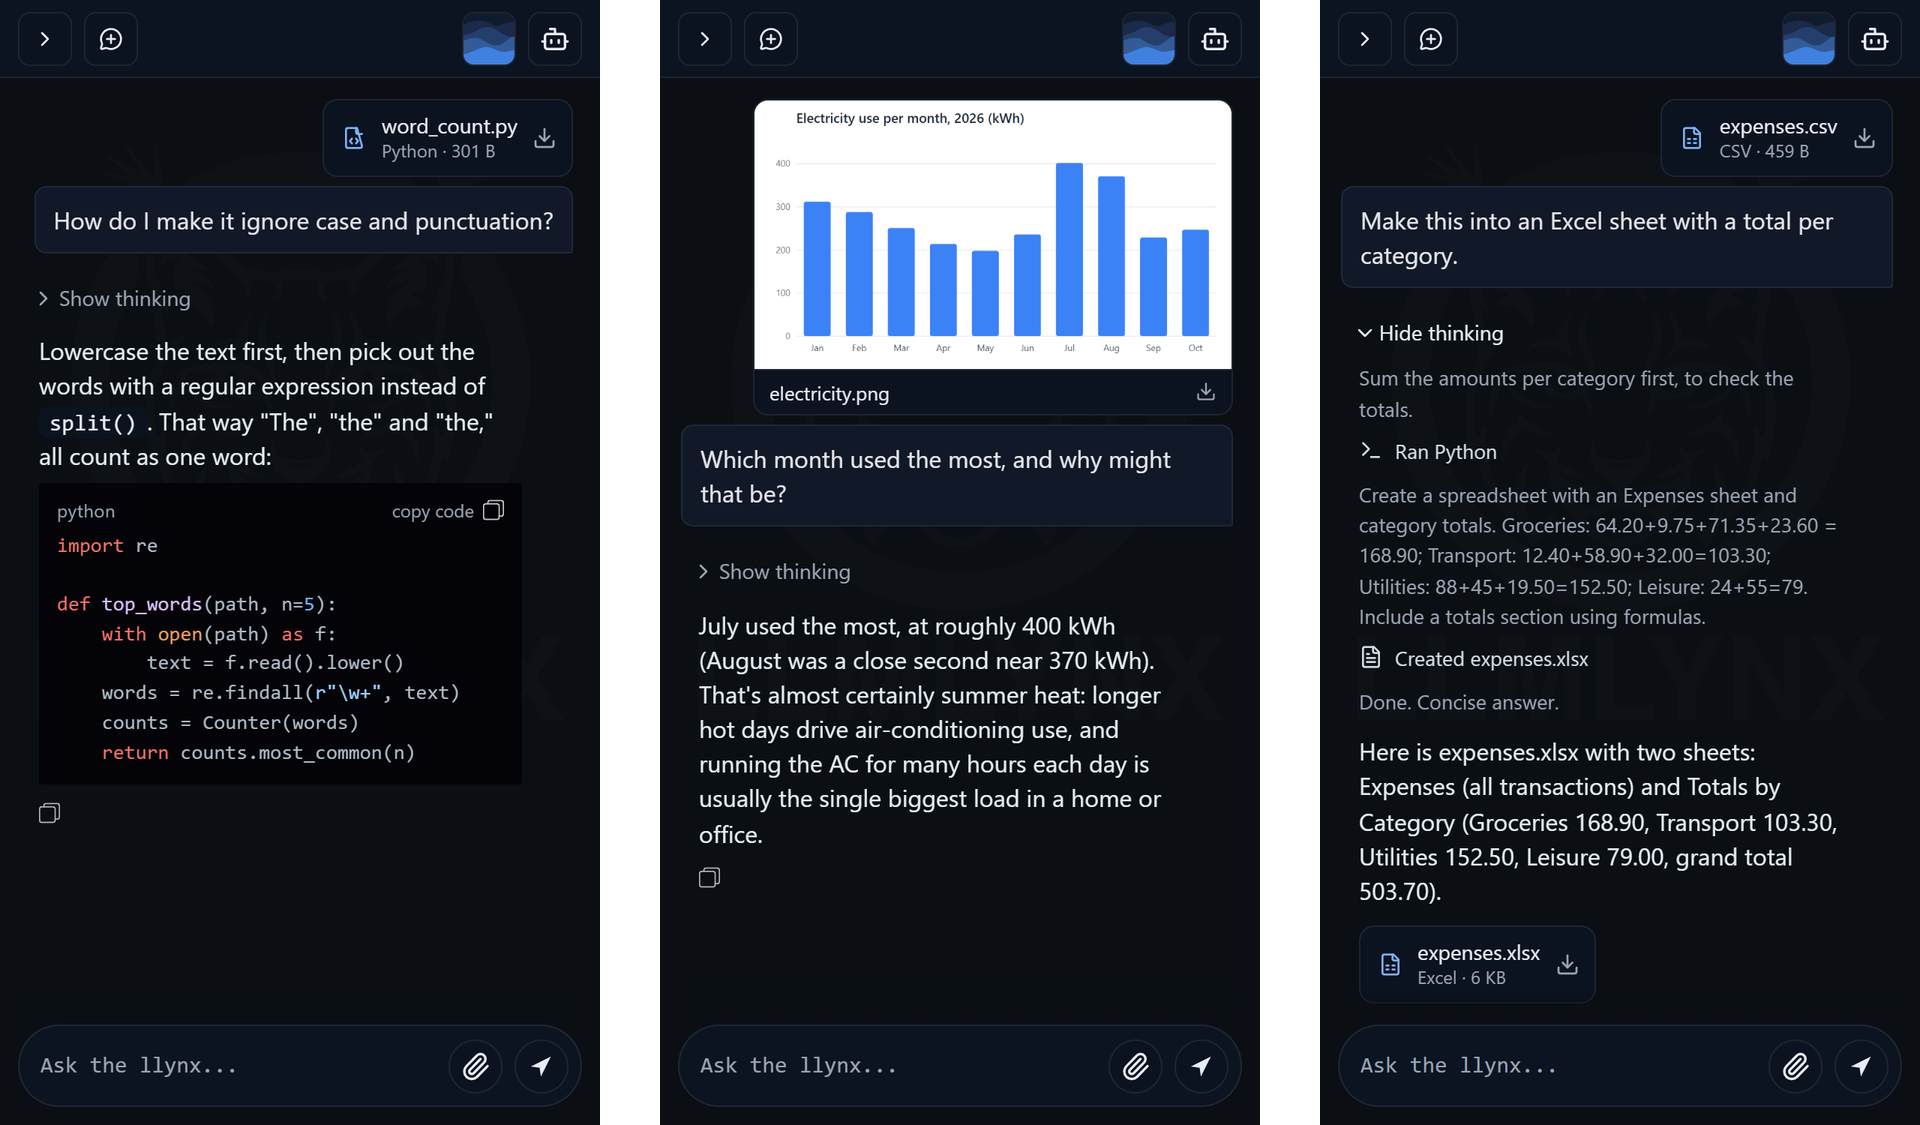 word_count.py
Python · 301 B
How do I make it ignore case and punctuation?
Show thinking
Lowercase the text first, then pick out the
words with a regular expression instead of
split() . That way "The", "the" and "the,"
all count as one word:
python
copy code
import re
def top_words(path, n=5):
    with open(path) as f:
        text = f.read().lower()
    words = re.findall(r"\w+", text)
    counts = Counter(words)
    return counts.most_common(n)
Ask the llynx...
Electricity use per month, 2026 (kWh)
400
300
200
100
0
Jan Feb Mar Apr May Jun Jul Aug Sep Oct
electricity.png
Which month used the most, and why might
that be?
Show thinking
July used the most, at roughly 400 kWh
(August was a close second near 370 kWh).
That's almost certainly summer heat: longer
hot days drive air-conditioning use, and
running the AC for many hours each day is
usually the single biggest load in a home or
office.
Ask the llynx...
expenses.csv
CSV · 459 B
Make this into an Excel sheet with a total per
category.
Hide thinking
Sum the amounts per category first, to check the
totals.
Ran Python
Create a spreadsheet with an Expenses sheet and
category totals. Groceries: 64.20+9.75+71.35+23.60 =
168.90; Transport: 12.40+58.90+32.00=103.30;
Utilities: 88+45+19.50=152.50; Leisure: 24+55=79.
Include a totals section using formulas.
Created expenses.xlsx
Done. Concise answer.
Here is expenses.xlsx with two sheets:
Expenses (all transactions) and Totals by
Category (Groceries 168.90, Transport 103.30,
Utilities 152.50, Leisure 79.00, grand total
503.70).
expenses.xlsx
Excel · 6 KB
Ask the llynx...